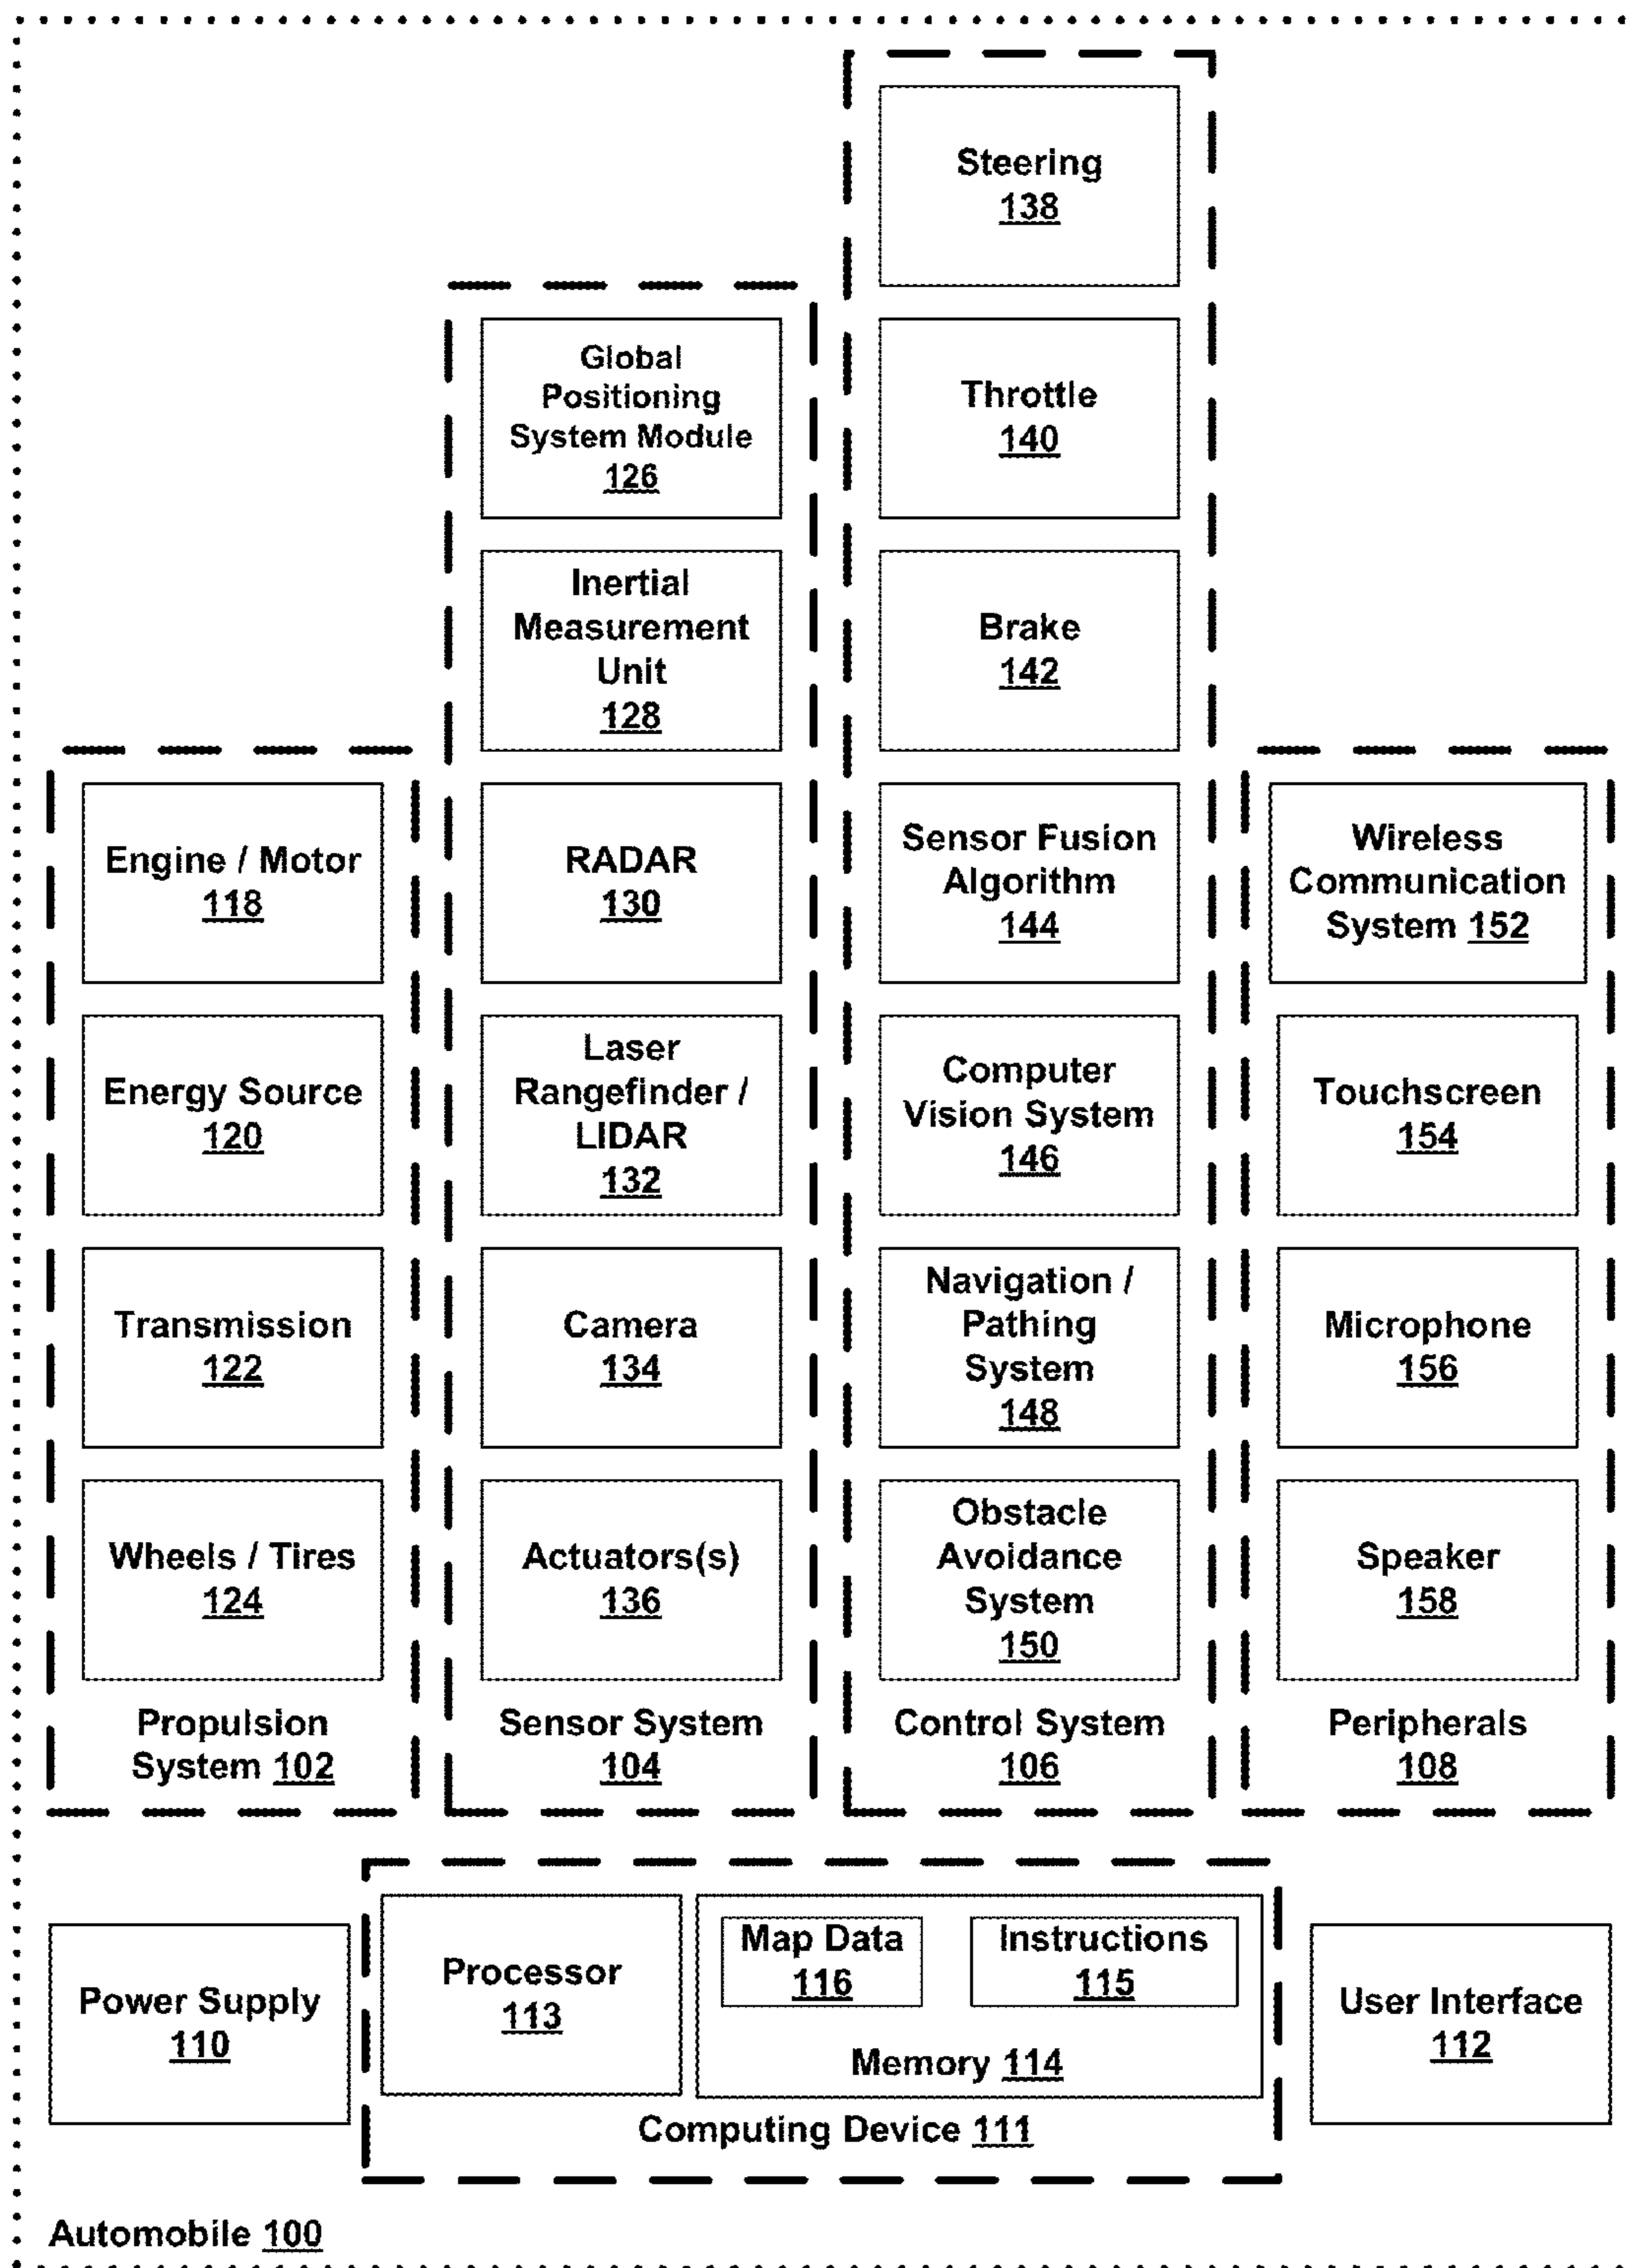 Steering
138
Throttle
140
Brake
142
Sensor Fusion
Algorithm
144
Computer
Vision System
146
Navigation /
Pathing
System
148
Obstacle
Avoidance
System
150
Control System
106
Global
Positioning
System Module
126
Inertial
Measurement
Unit
128
RADAR
130
Laser
Rangefinder /
LIDAR
132
Camera
134
Actuators(s)
136
Sensor System
104
Engine / Motor
118
Energy Source
120
Transmission
122
Wheels / Tires
124
Propulsion
System 102
Wireless
Communication
System 152
Touchscreen
154
Microphone
156
Speaker
158
Peripherals
108
Power Supply
110
Processor
113
Map Data
116
Instructions
115
Memory 114
Computing Device 111
User Interface
112
Automobile 100